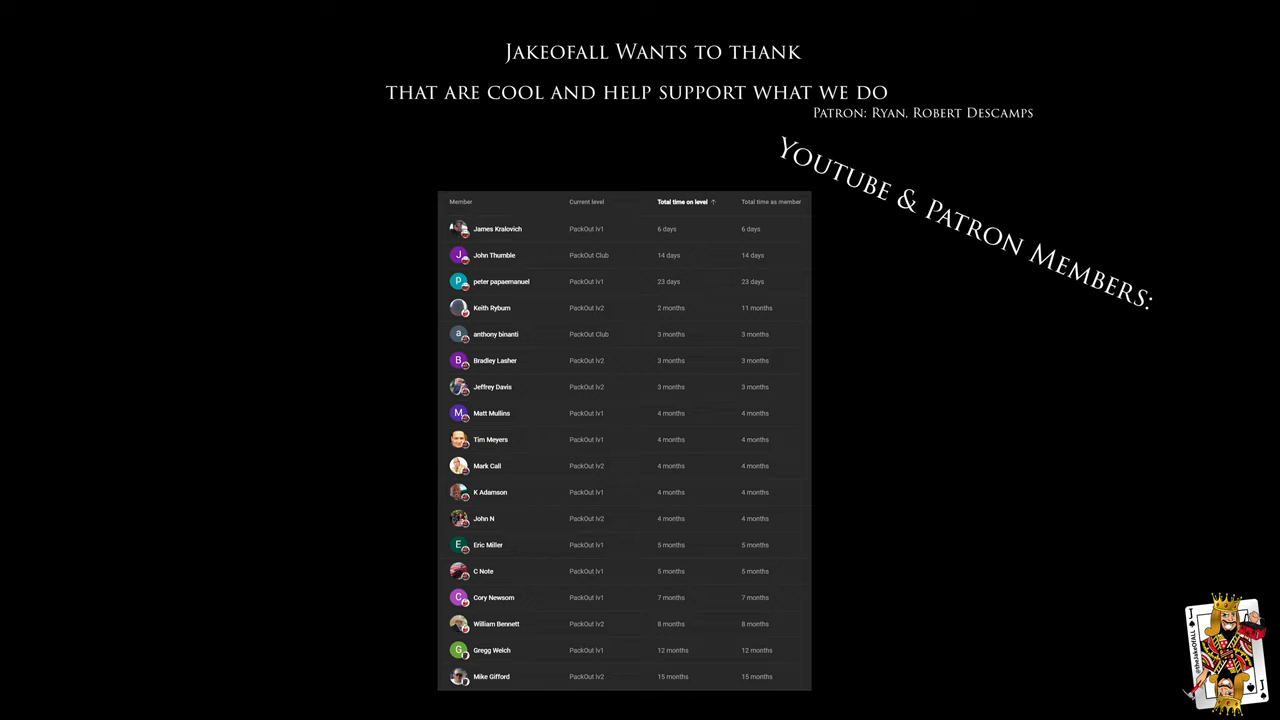 Jakeofall Wants to thank
that are cool and help support what we do
Patron: Ryan, Robert Descamps
Youtube & Patron Members:
Member Current level Total time on level ↑ Total time as member
James Kralovich PackOut lv1 6 days 6 days
J John Thumble PackOut Club 14 days 14 days
P peter papaemanuel PackOut lv1 23 days 23 days
Keith Ryburn PackOut lv2 2 months 11 months
a anthony binanti PackOut Club 3 months 3 months
B Bradley Lasher PackOut lv2 3 months 3 months
Jeffrey Davis PackOut lv2 3 months 3 months
M Matt Mullins PackOut lv1 4 months 4 months
Tim Meyers PackOut lv1 4 months 4 months
Mark Call PackOut lv2 4 months 4 months
K Adamson PackOut lv1 4 months 4 months
John N PackOut lv2 4 months 4 months
E Eric Miller PackOut lv1 5 months 5 months
C Note PackOut lv1 5 months 5 months
C Cory Newsom PackOut lv1 7 months 7 months
William Bennett PackOut lv2 8 months 8 months
G Gregg Welch PackOut lv1 12 months 12 months
Mike Gifford PackOut lv2 15 months 15 months
J
@theJakeofALL
J